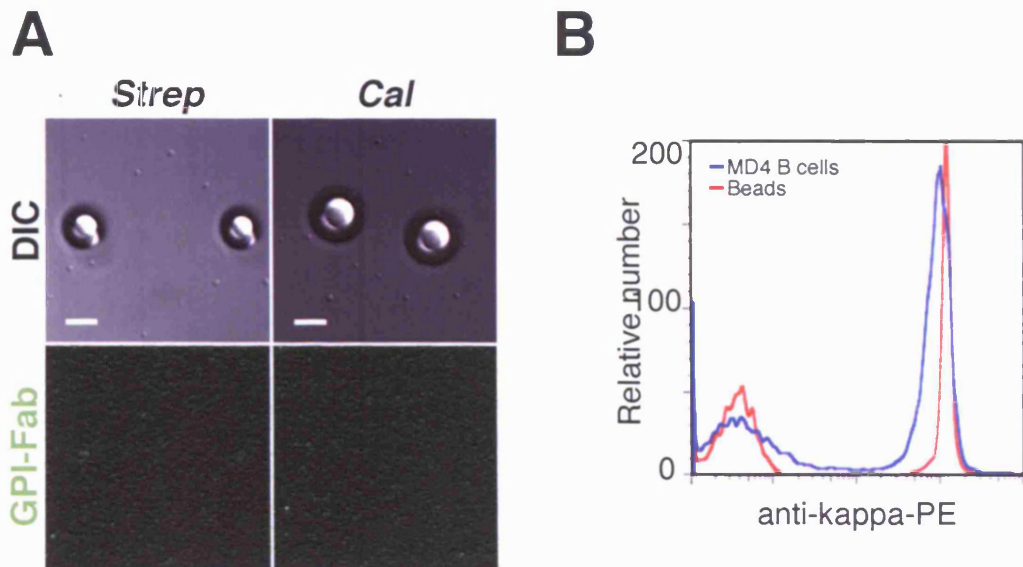 A
Strep
Cal
DIC
GPI-Fab
B
200
MD4 B cells
Beads
100
0
Relative number
anti-kappa-PE